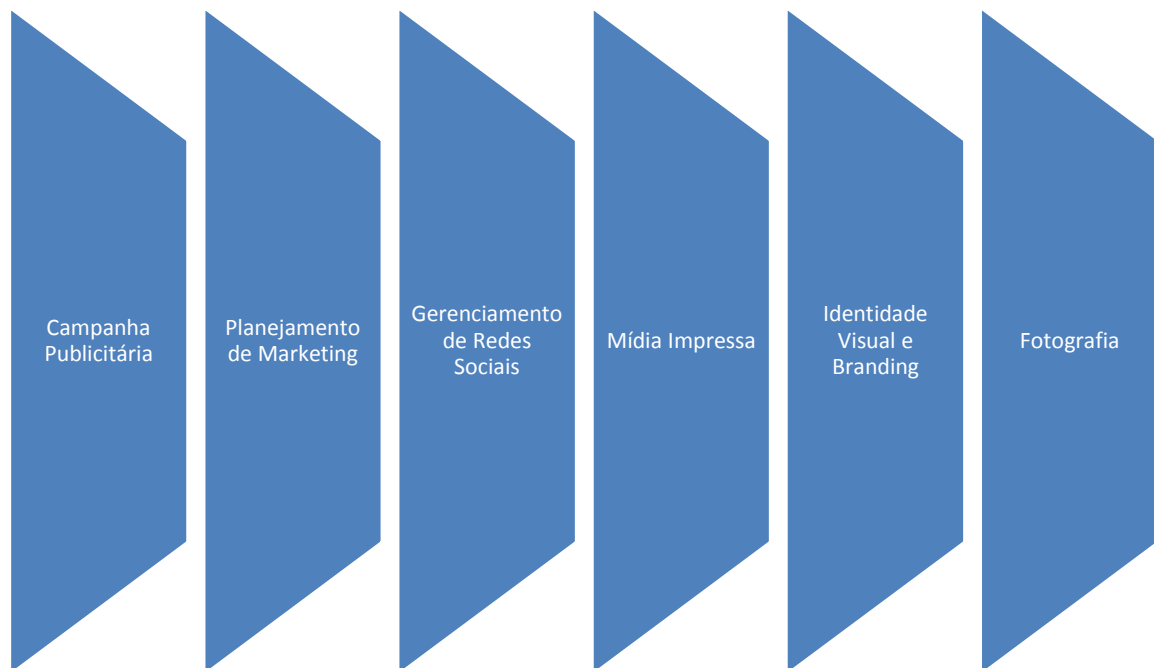 Campanha
Publicitária
Planejamento
de Marketing
Gerenciamento
de Redes
Sociais
Mídia Impressa
Identidade
Visual e
Branding
Fotografia